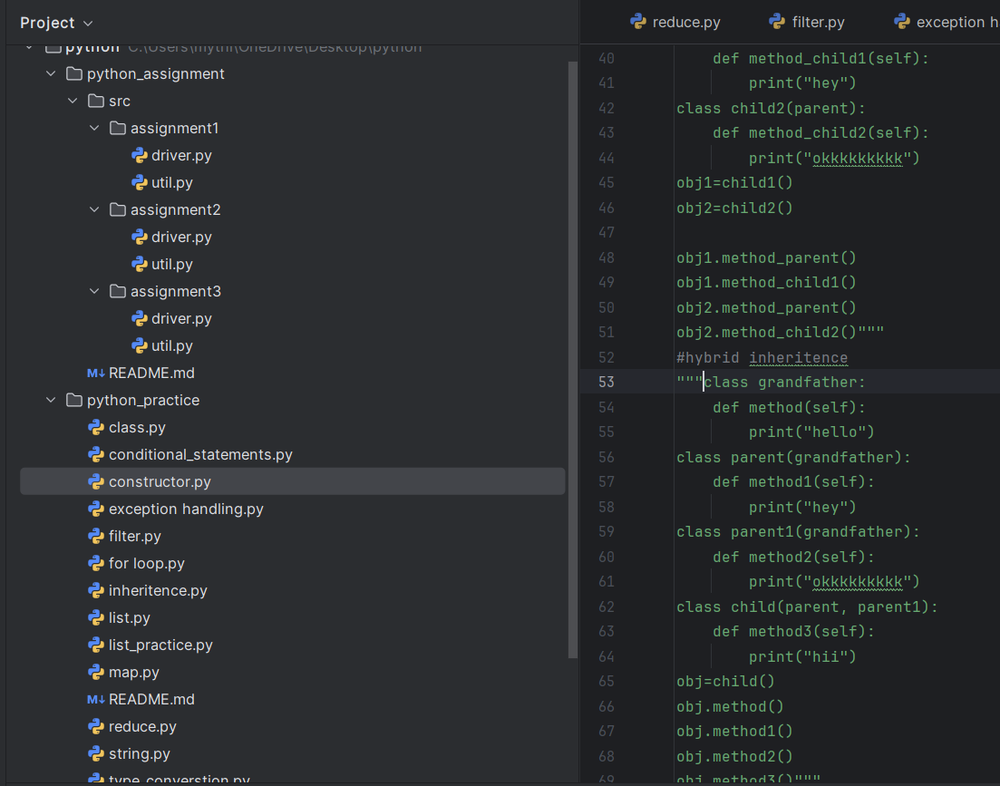 Project
python C:\Users\mythi\OneDrive\Desktop\python
python_assignment
src
assignment1
driver.py
util.py
assignment2
driver.py
util.py
assignment3
driver.py
util.py
M↓ README.md
python_practice
class.py
conditional_statements.py
constructor.py
exception handling.py
filter.py
for loop.py
inheritence.py
list.py
list_practice.py
map.py
M↓ README.md
reduce.py
string.py
type_converstion.py
reduce.py filter.py exception h
40 def method_child1(self):
41 print("hey")
42 class child2(parent):
43 def method_child2(self):
44 print("okkkkkkkkk")
45 obj1=child1()
46 obj2=child2()
47
48 obj1.method_parent()
49 obj1.method_child1()
50 obj2.method_parent()
51 obj2.method_child2()"""
52 #hybrid inheritence
53 """class grandfather:
54 def method(self):
55 print("hello")
56 class parent(grandfather):
57 def method1(self):
58 print("hey")
59 class parent1(grandfather):
60 def method2(self):
61 print("okkkkkkkkk")
62 class child(parent, parent1):
63 def method3(self):
64 print("hii")
65 obj=child()
66 obj.method()
67 obj.method1()
68 obj.method2()
69 obj.method3()"""